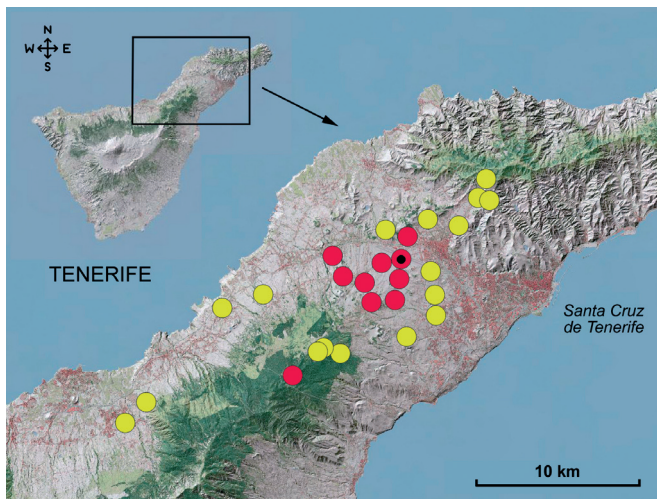 N
W E
S
TENERIFE
Santa Cruz
de Tenerife
10 km